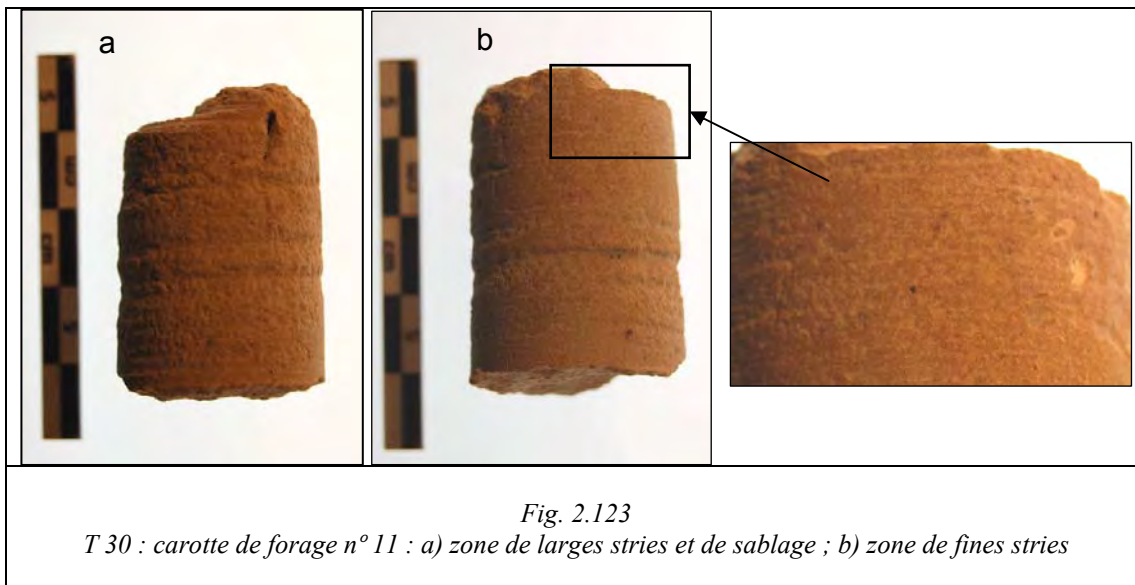 a
b
Fig. 2.123
T 30 : carotte de forage nº 11 : a) zone de larges stries et de sablage ; b) zone de fines stries